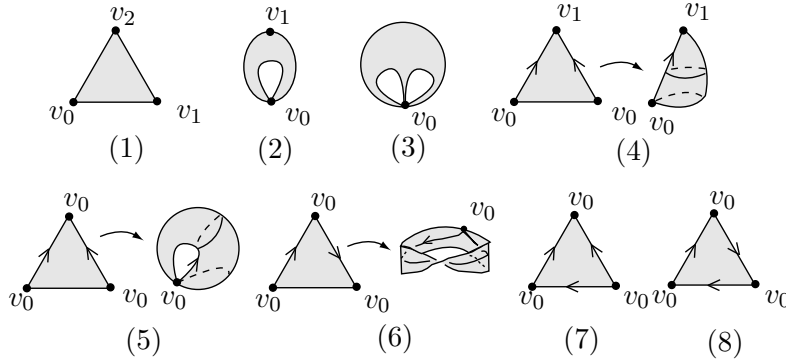 v₂ v₁ v₁ v₁
v₀ v₁ v₀ v₀ v₀ v₀ v₀
(1) (2) (3) (4)
v₀ v₀ v₀ v₀ v₀
v₀ v₀ v₀ v₀ v₀ v₀ v₀ v₀ v₀
(5) (6) (7) (8)